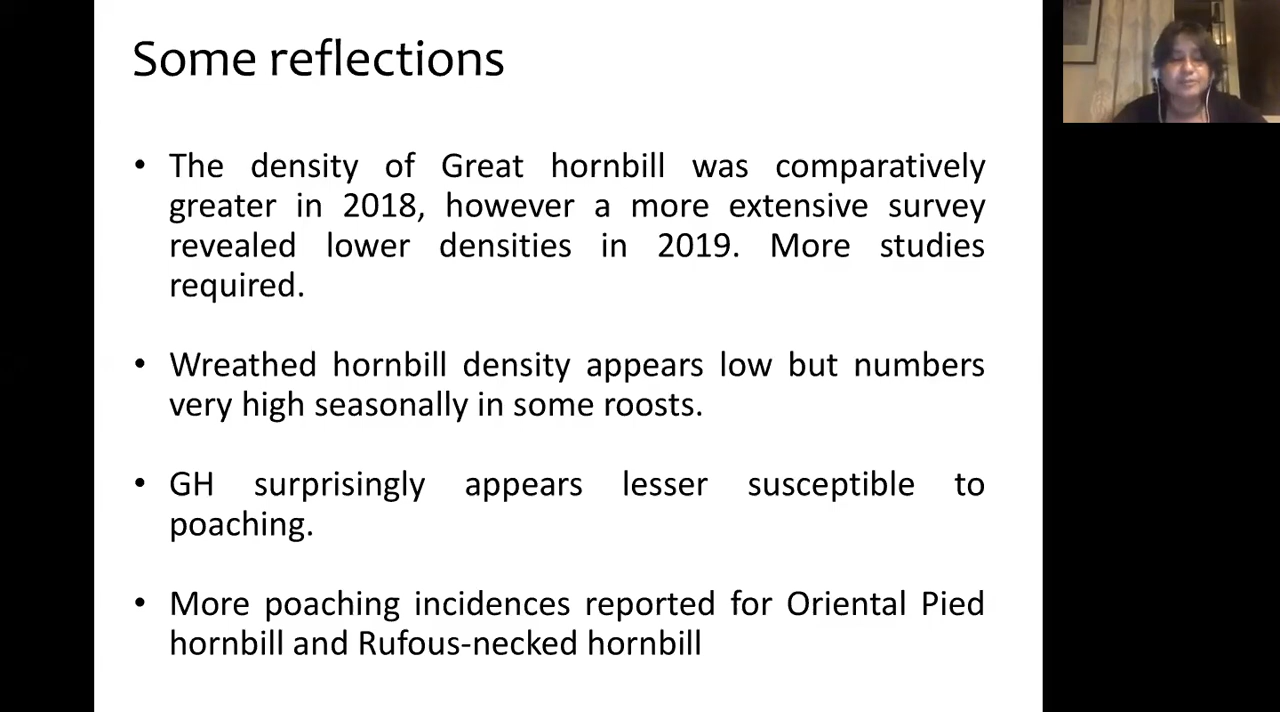 Some reflections
• The density of Great hornbill was comparatively
greater in 2018, however a more extensive survey
revealed lower densities in 2019. More studies
required.
• Wreathed hornbill density appears low but numbers
very high seasonally in some roosts.
• GH surprisingly appears lesser susceptible to
poaching.
• More poaching incidences reported for Oriental Pied
hornbill and Rufous-necked hornbill